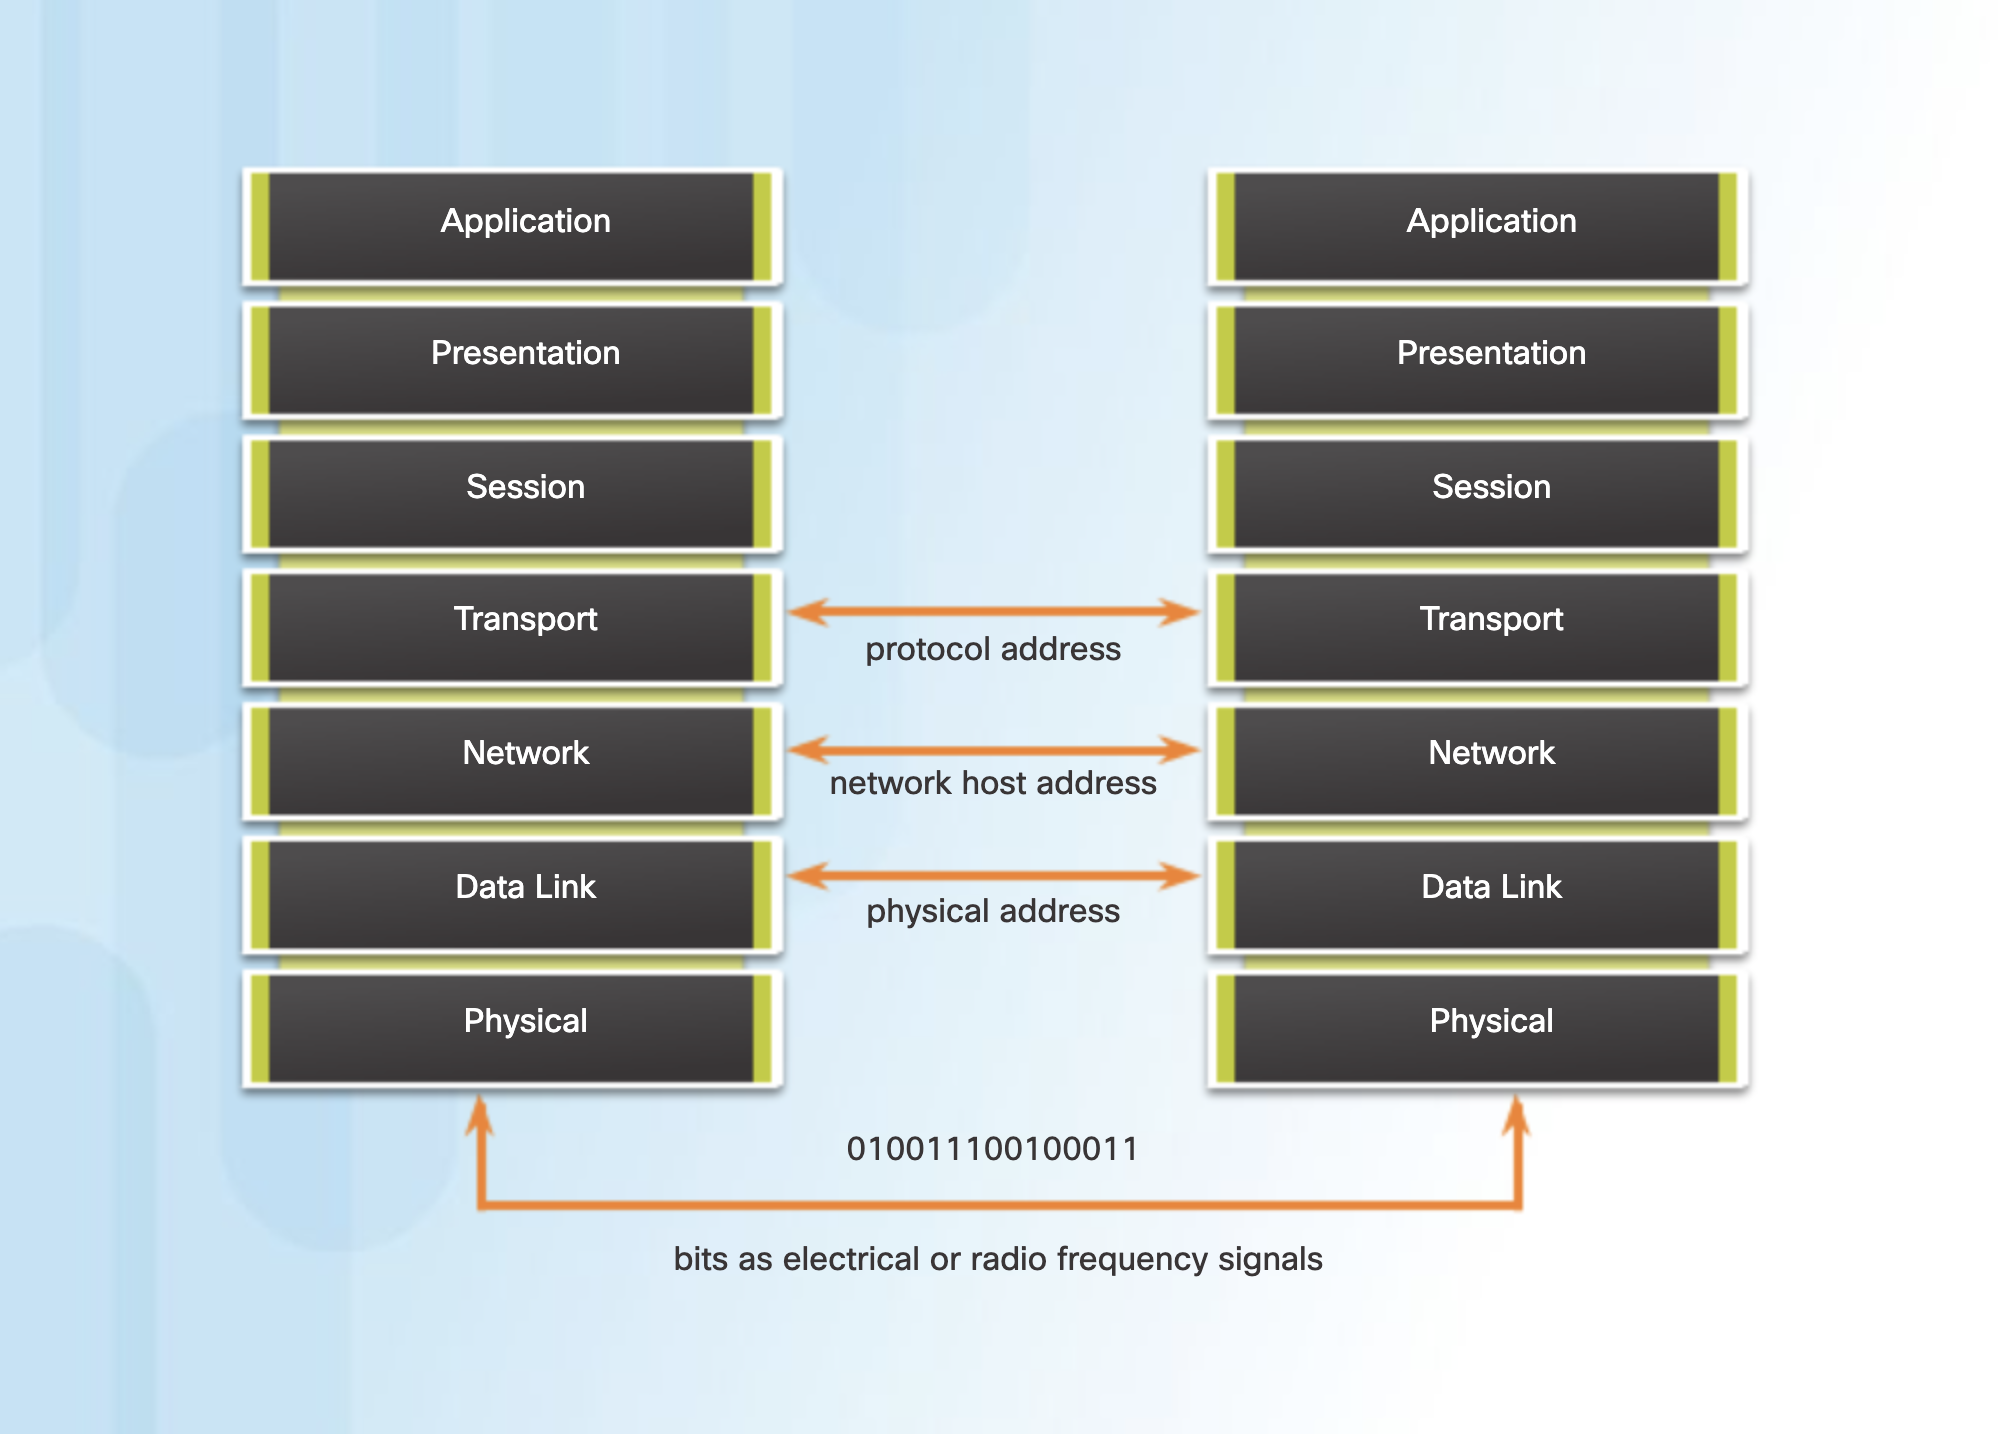 Application
Application
Presentation
Presentation
Session
Session
Transport
Transport
protocol address
Network
Network
network host address
Data Link
Data Link
physical address
Physical
Physical
010011100100011
bits as electrical or radio frequency signals